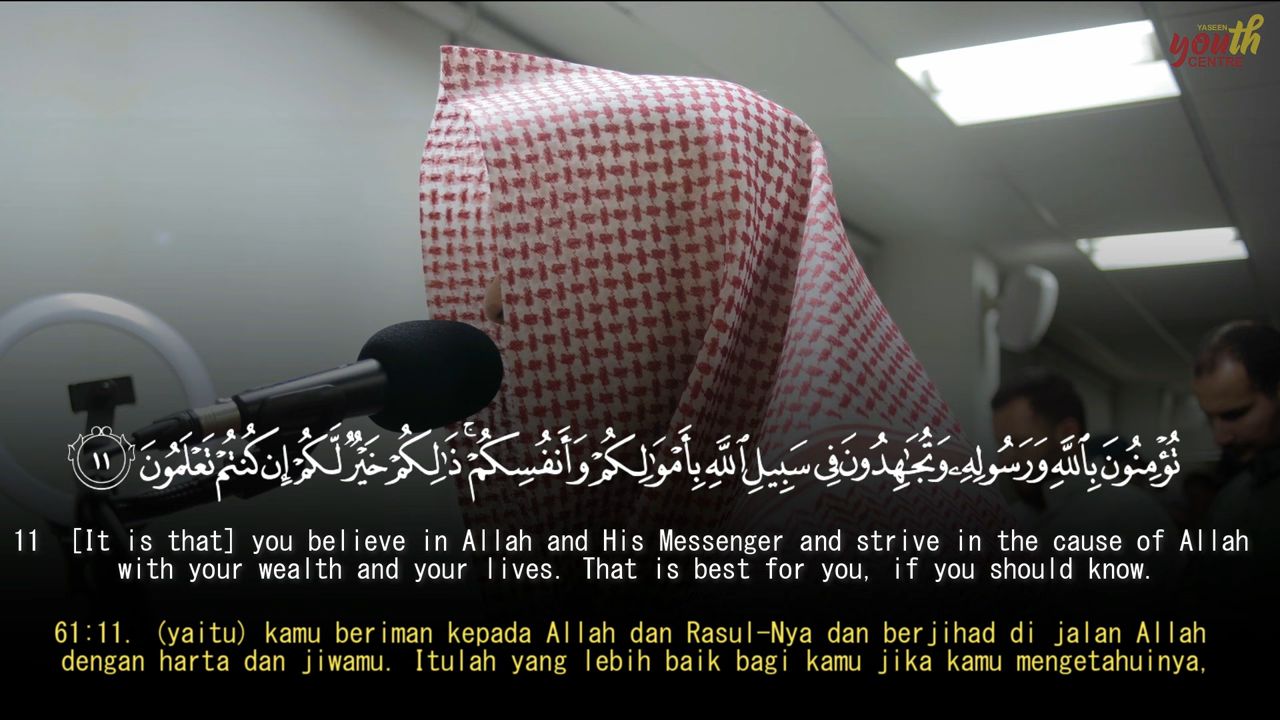 YASEEN
youth
CENTRE
تُؤْمِنُونَ بِٱللَّهِ وَرَسُولِهِۦ وَتُجَـٰهِدُونَ فِى سَبِيلِ ٱللَّهِ بِأَمْوَٰلِكُمْ وَأَنفُسِكُمْ ۚ ذَٰلِكُمْ خَيْرٌ لَّكُمْ إِن كُنتُمْ تَعْلَمُونَ ١١
11 [It is that] you believe in Allah and His Messenger and strive in the cause of Allah
with your wealth and your lives. That is best for you, if you should know.
61:11. (yaitu) kamu beriman kepada Allah dan Rasul-Nya dan berjihad di jalan Allah
dengan harta dan jiwamu. Itulah yang lebih baik bagi kamu jika kamu mengetahuinya,